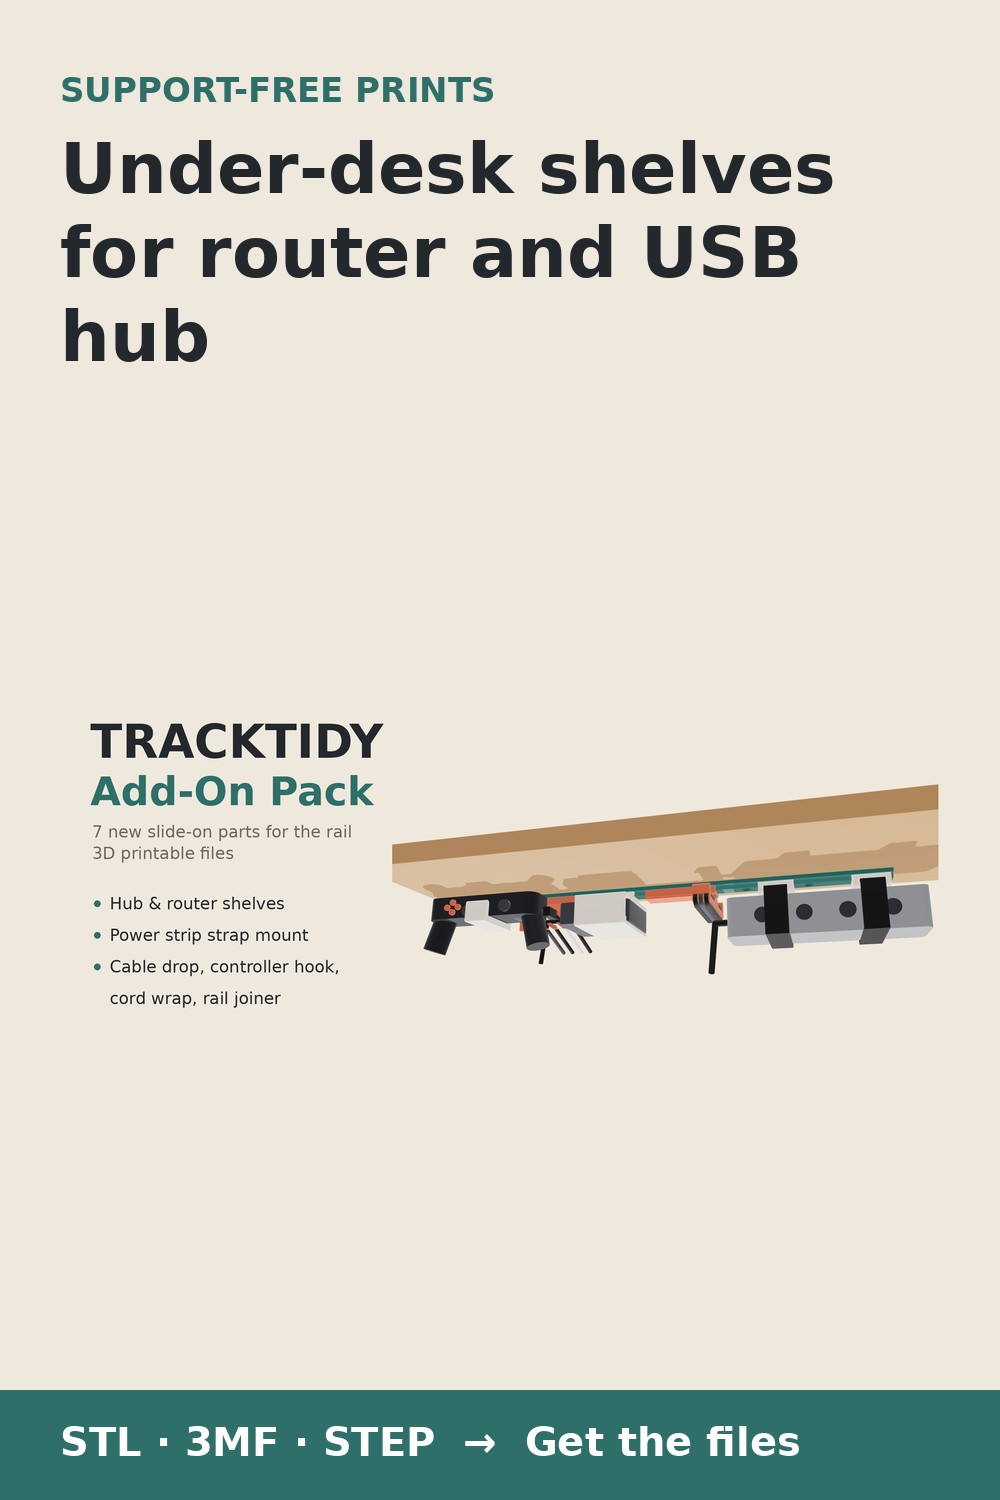 SUPPORT-FREE PRINTS
Under-desk shelves
for router and USB
hub
TRACKTIDY
Add-On Pack
7 new slide-on parts for the rail
3D printable files
• Hub & router shelves
• Power strip strap mount
• Cable drop, controller hook,
cord wrap, rail joiner
STL · 3MF · STEP → Get the files